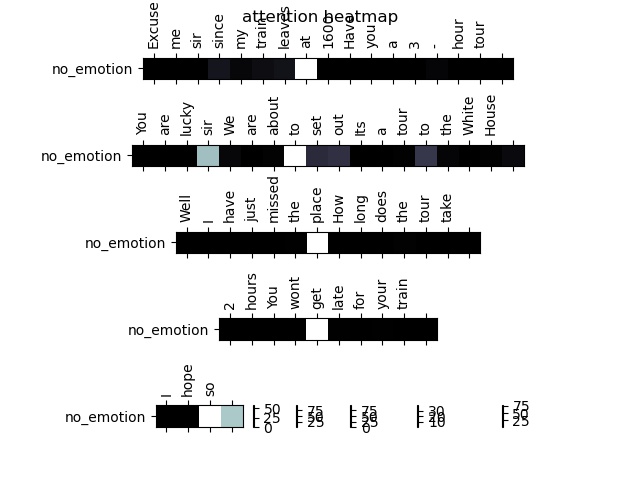 attention heatmap
Excuse me sir since my train leaves at 1600 Have you a 3 - hour tour
no_emotion
You are lucky sir We are about to set out Its a tour to the White House
no_emotion
Well I have just missed the place How long does the tour take
no_emotion
2 hours You wont get late for your train
no_emotion
I hope so
no_emotion
50 75 75 30 75
25 50 50 20 50
0 25 0 10 25